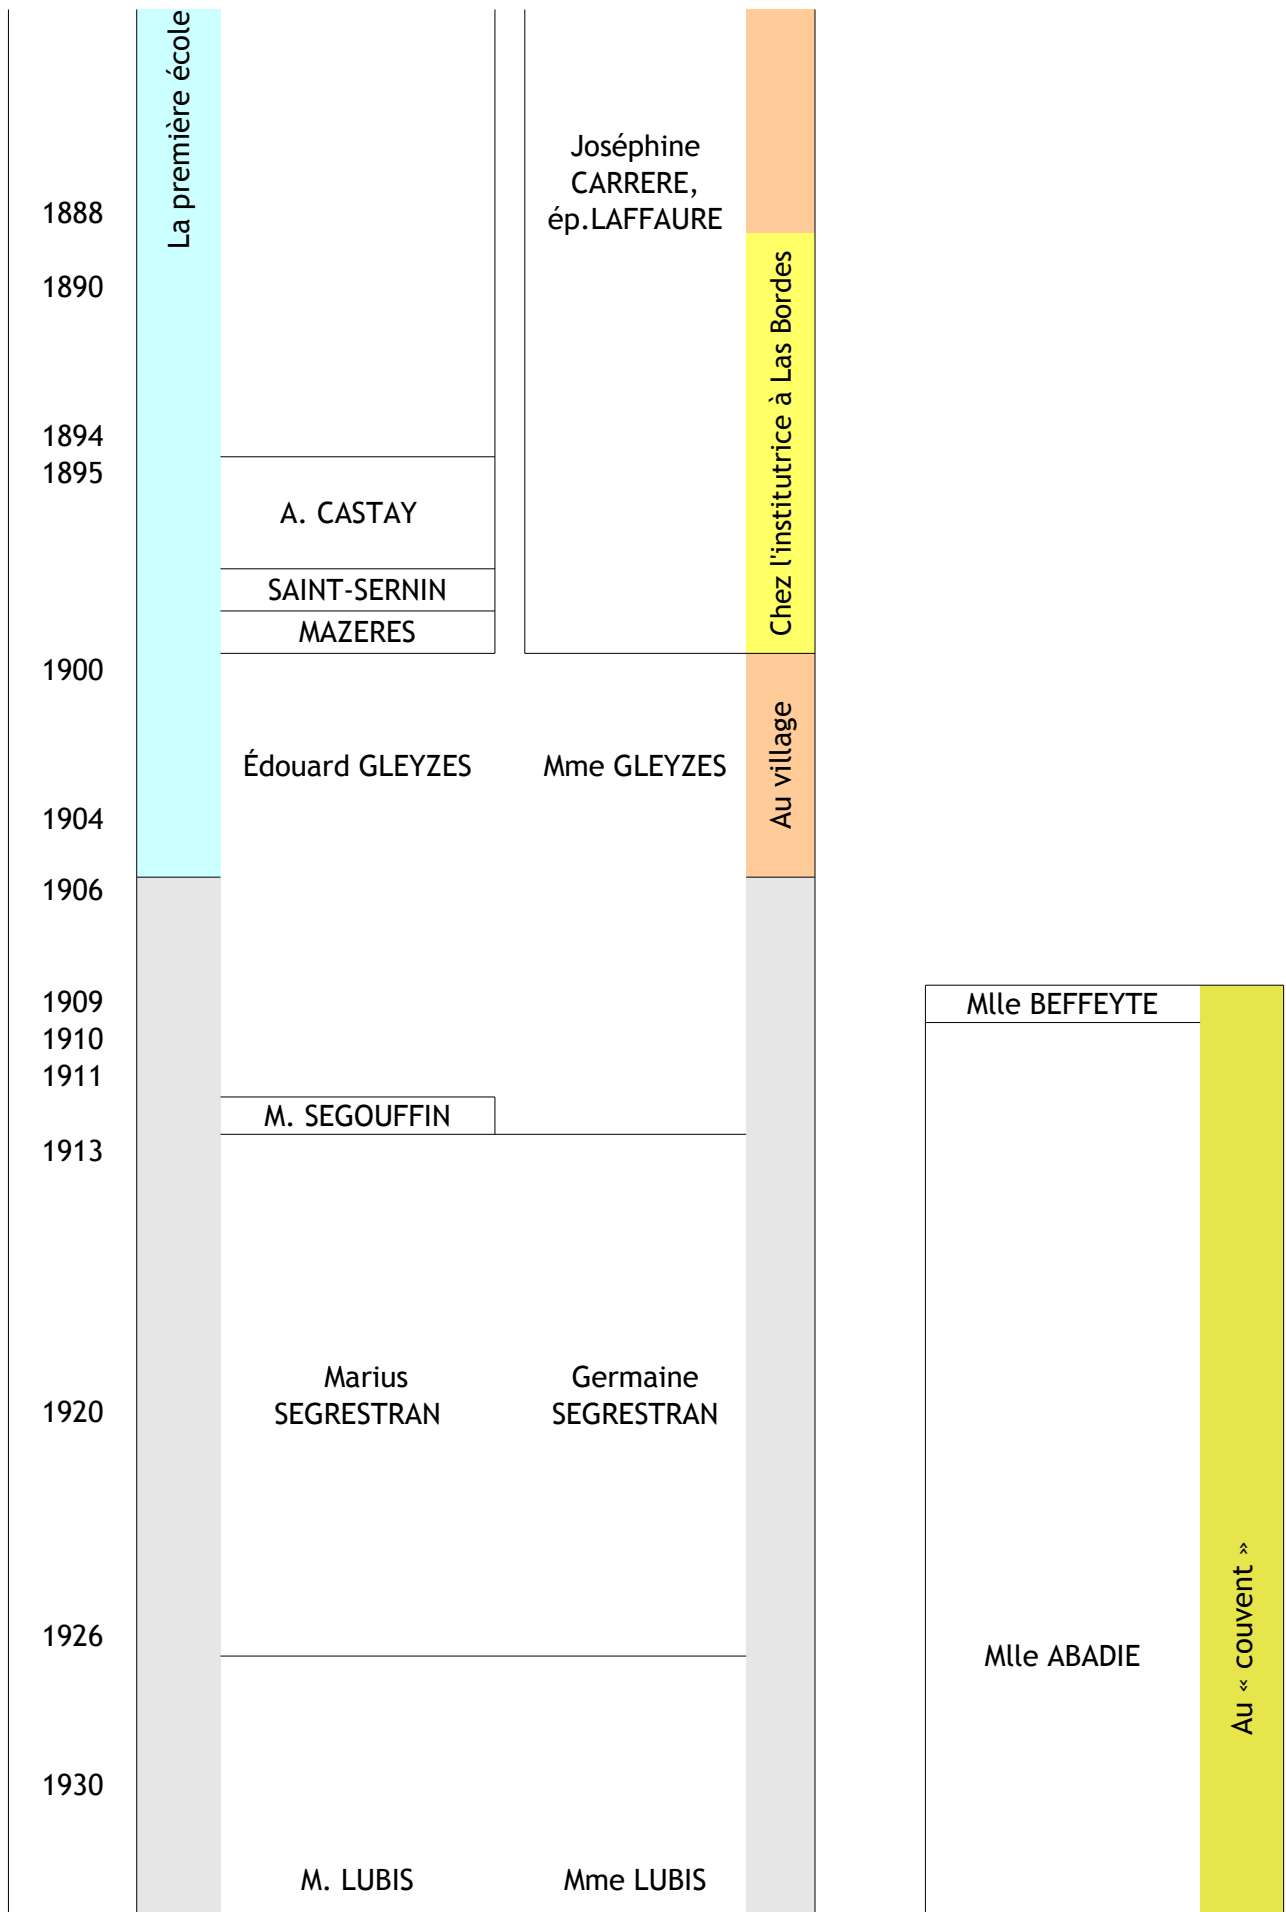 La première école
Joséphine
CARRERE,
ép.LAFFAURE
1888
1890
Chez l'institutrice à Las Bordes
1894
1895
A. CASTAY
SAINT-SERNIN
MAZERES
1900
Édouard GLEYZES
Mme GLEYZES
Au village
1904
1906
1909
Mlle BEFFEYTE
1910
1911
M. SEGOUFFIN
1913
Marius
SEGRESTRAN
Germaine
SEGRESTRAN
1920
1926
Mlle ABADIE
Au « couvent »
1930
M. LUBIS
Mme LUBIS